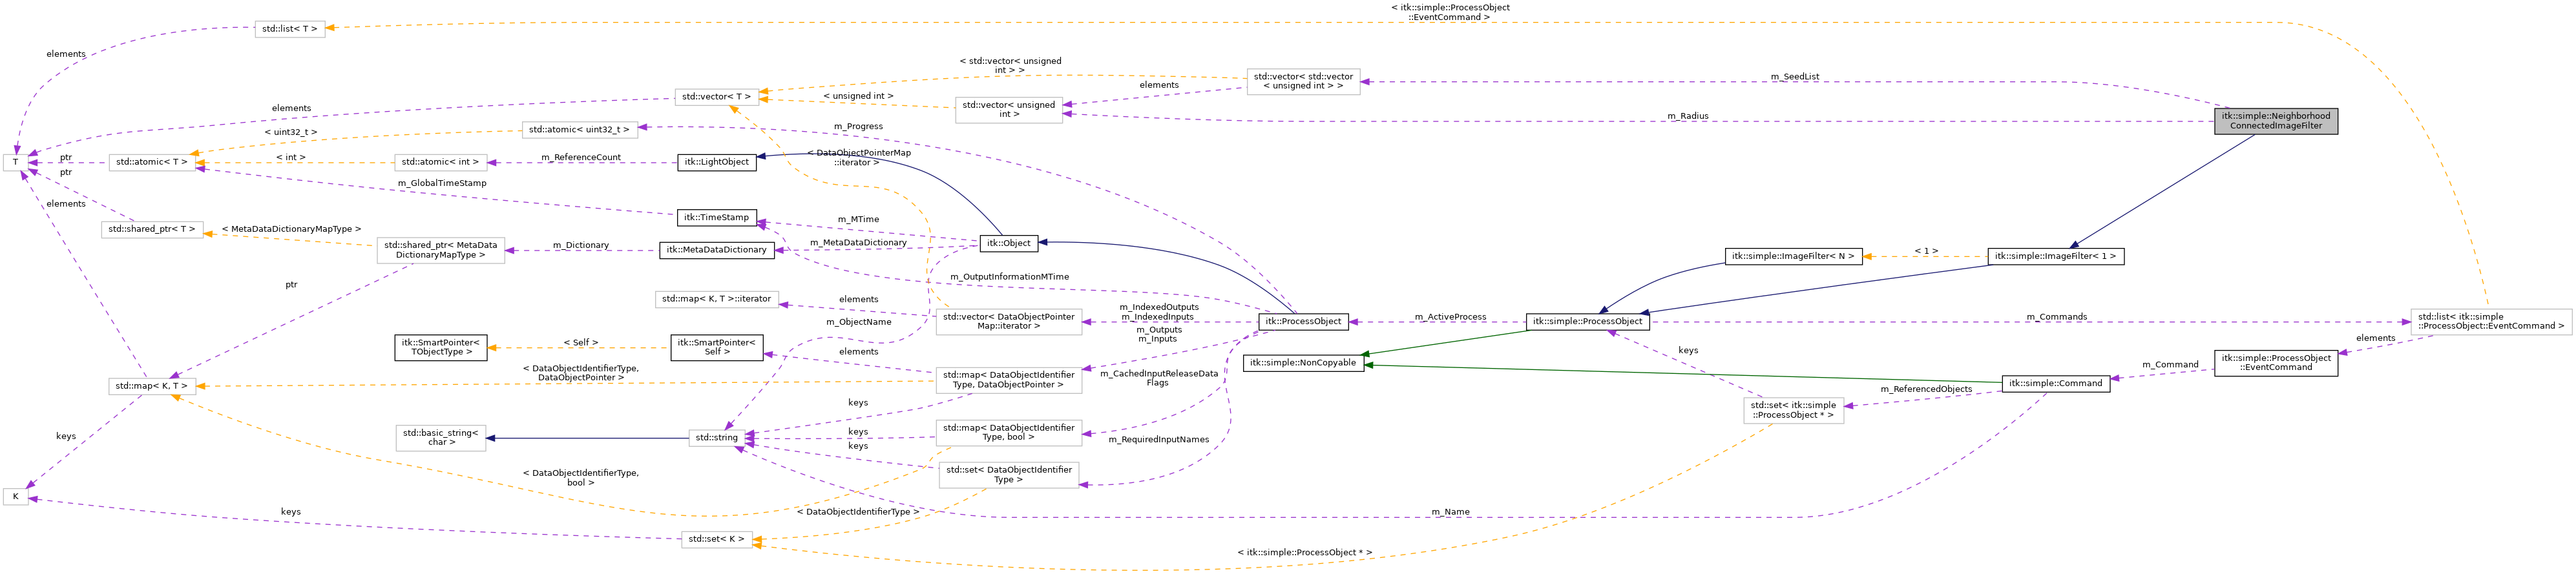 < itk::simple::ProcessObject
::EventCommand >
std::list< T >
elements
< std::vector< unsigned
int > >
std::vector< std::vector
< unsigned int > >
m_SeedList
elements
std::vector< T >
< unsigned int >
std::vector< unsigned
int >
elements
m_Radius
itk::simple::Neighborhood
ConnectedImageFilter
< uint32_t >
std::atomic< uint32_t >
m_Progress
T
ptr
std::atomic< T >
< int >
std::atomic< int >
m_ReferenceCount
itk::LightObject
< DataObjectPointerMap
::iterator >
ptr
m_GlobalTimeStamp
elements
itk::TimeStamp
m_MTime
std::shared_ptr< T >
< MetaDataDictionaryMapType >
std::shared_ptr< MetaData
DictionaryMapType >
m_Dictionary
itk::MetaDataDictionary
m_MetaDataDictionary
itk::Object
itk::simple::ImageFilter< N >
< 1 >
itk::simple::ImageFilter< 1 >
ptr
m_OutputInformationMTime
std::map< K, T >::iterator
elements
std::vector< DataObjectPointer
Map::iterator >
m_IndexedOutputs
m_IndexedInputs
itk::ProcessObject
m_ActiveProcess
itk::simple::ProcessObject
m_Commands
std::list< itk::simple
::ProcessObject::EventCommand >
m_ObjectName
m_Outputs
m_Inputs
itk::SmartPointer<
TObjectType >
< Self >
itk::SmartPointer<
Self >
elements
keys
elements
itk::simple::NonCopyable
itk::simple::ProcessObject
::EventCommand
m_Command
std::map< K, T >
< DataObjectIdentifierType,
DataObjectPointer >
std::map< DataObjectIdentifier
Type, DataObjectPointer >
m_CachedInputReleaseData
Flags
itk::simple::Command
m_ReferencedObjects
std::set< itk::simple
::ProcessObject * >
keys
keys
std::basic_string<
char >
std::string
keys
std::map< DataObjectIdentifier
Type, bool >
m_RequiredInputNames
keys
std::set< DataObjectIdentifier
Type >
< DataObjectIdentifierType,
bool >
K
keys
< DataObjectIdentifierType >
m_Name
std::set< K >
< itk::simple::ProcessObject * >